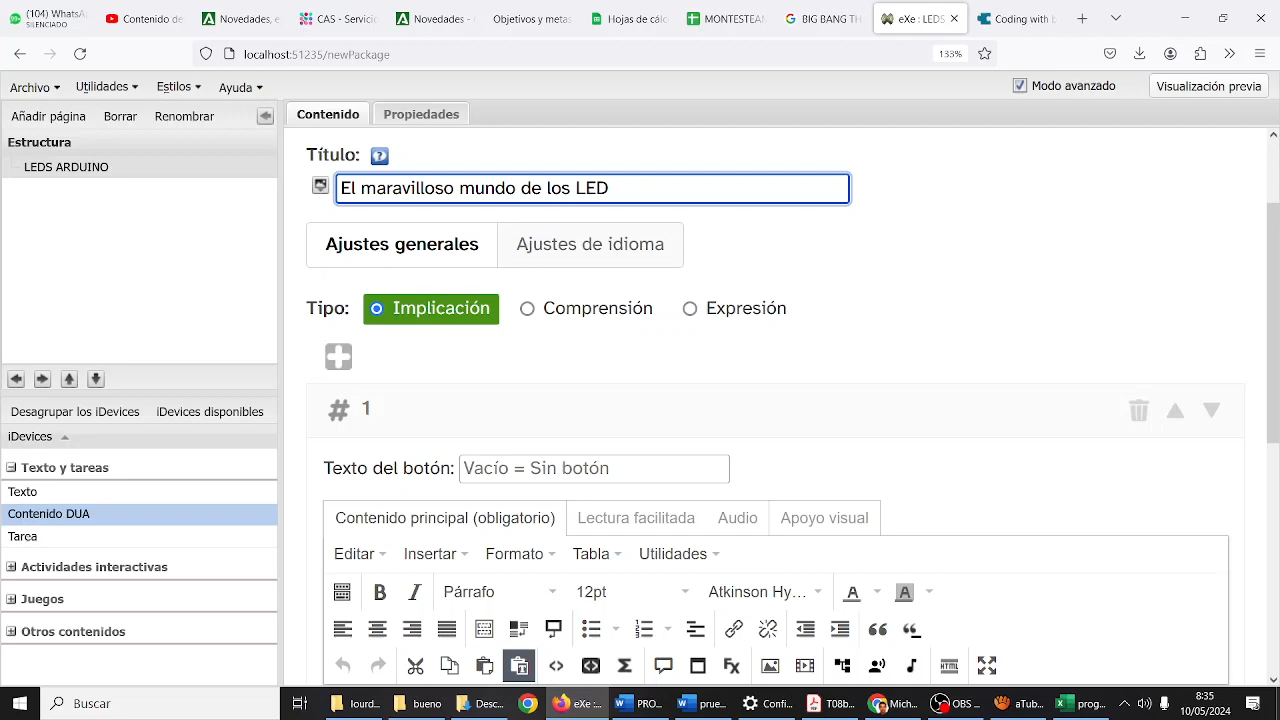 (104) WhatsA
SILENCIADO
Contenido de
Novedades, e
CAS - Servicio
Novedades -
Objetivos y meta
Hojas de cálc
MONTESTEAM
BIG BANG TH
eXe : LEDS
Coding with b
localhost:51235/newPackage
133%
Archivo
Utilidades
Estilos
Ayuda
Modo avanzado
Visualización previa
Añadir página
Borrar
Renombrar
Contenido
Propiedades
Estructura
LEDS ARDUINO
Título:
El maravilloso mundo de los LED
Ajustes generales
Ajustes de idioma
Tipo:
Implicación
Comprensión
Expresión
# 1
Desagrupar los iDevices
iDevices disponibles
iDevices
Texto y tareas
Texto
Contenido DUA
Tarea
Actividades interactivas
Juegos
Otros contenidos
Texto del botón:
Vacío = Sin botón
Contenido principal (obligatorio)
Lectura facilitada
Audio
Apoyo visual
Editar
Insertar
Formato
Tabla
Utilidades
B
I
Párrafo
12pt
Atkinson Hy...
A
A
HTML
Buscar
lourd
bueno
Desc
eXe ...
PRO...
prue...
Confi...
T08b...
Mich...
OBS ...
aTub...
prog...
8:35
10/05/2024